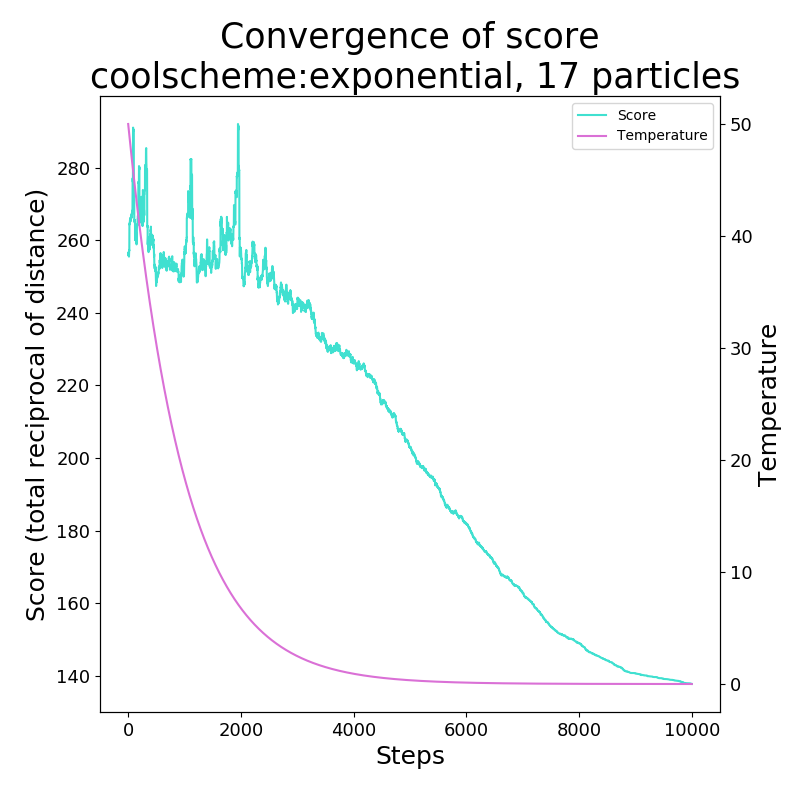 Convergence of score
coolscheme:exponential, 17 particles
Score
Temperature
Score (total reciprocal of distance)
280
260
240
220
200
180
160
140
50
40
30
20
10
0
Temperature
0 2000 4000 6000 8000 10000
Steps